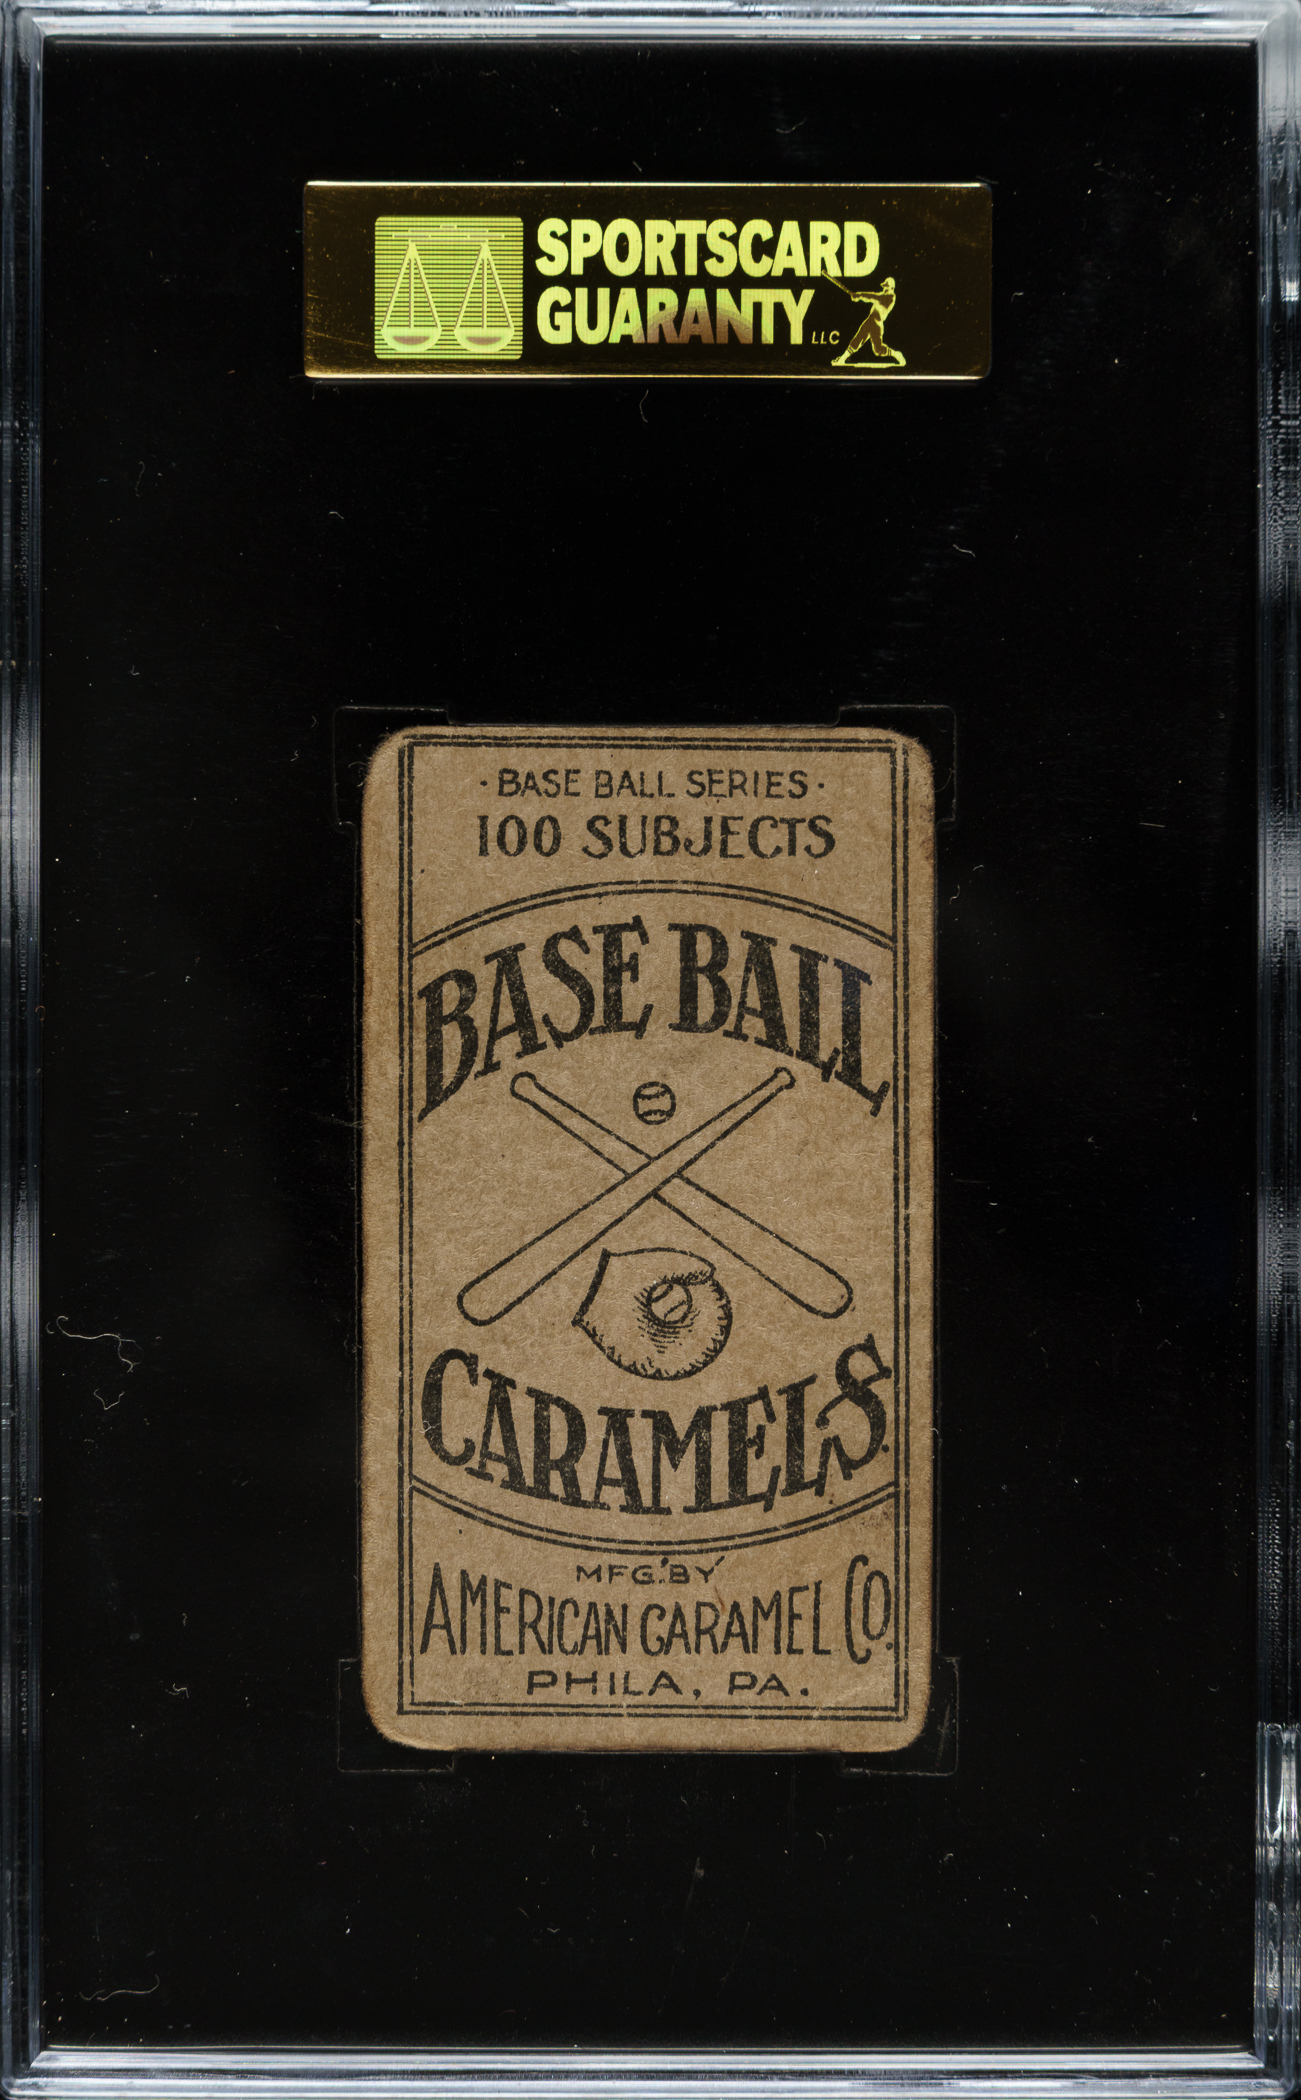 SPORTSCARD
GUARANTY LLC
·BASE BALL SERIES·
100 SUBJECTS
BASE BALL
CARAMELS.
MFG.'BY
AMERICAN CARAMEL CO.
PHILA, PA.